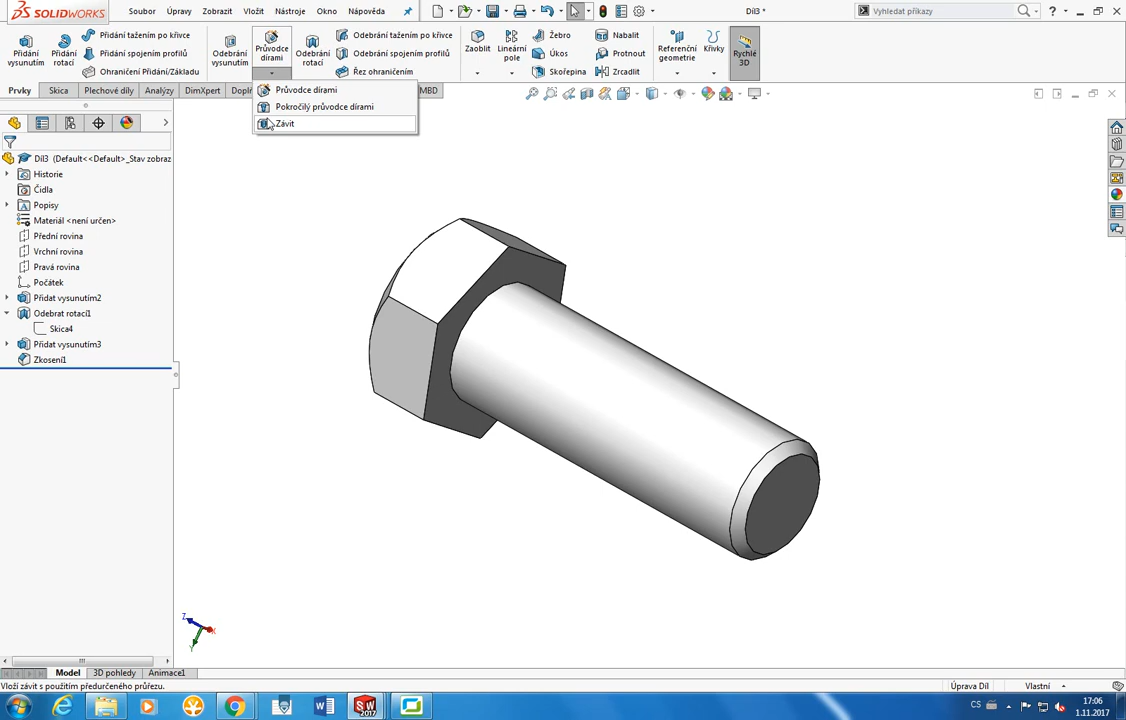 SOLIDWORKS
Soubor Úpravy Zobrazit Vložit Nástroje Okno Nápověda
Díl3 *
Vyhledat příkazy
Přidání vysunutím
Přidání rotací
Přidání tažením po křivce
Přidání spojením profilů
Ohraničení Přidání/Základu
Odebrání vysunutím
Průvodce dírami
Odebrání rotací
Odebrání tažením po křivce
Odebrání spojením profilů
Řez ohraničením
Zaoblit
Lineární pole
Žebro
Úkos
Skořepina
Nabalit
Protnout
Zrcadlit
Referenční geometrie
Křivky
Rychlé 3D
Prvky Skica Plechové díly Analýzy DimXpert Doplň MBD
Průvodce dírami
Pokročilý průvodce dírami
Závit
Díl3 (Default<<Default>_Stav zobraz
Historie
Čidla
Popisy
Materiál <není určen>
Přední rovina
Vrchní rovina
Pravá rovina
Počátek
Přidat vysunutím2
Odebrat rotací1
Skica4
Přidat vysunutím3
Zkosení1
Z
X
Y
Model 3D pohledy Animace1
Vloží závit s použitím předurčeného průřezu.
Úprava Díl
Vlastní
CS
17:06
1.11.2017